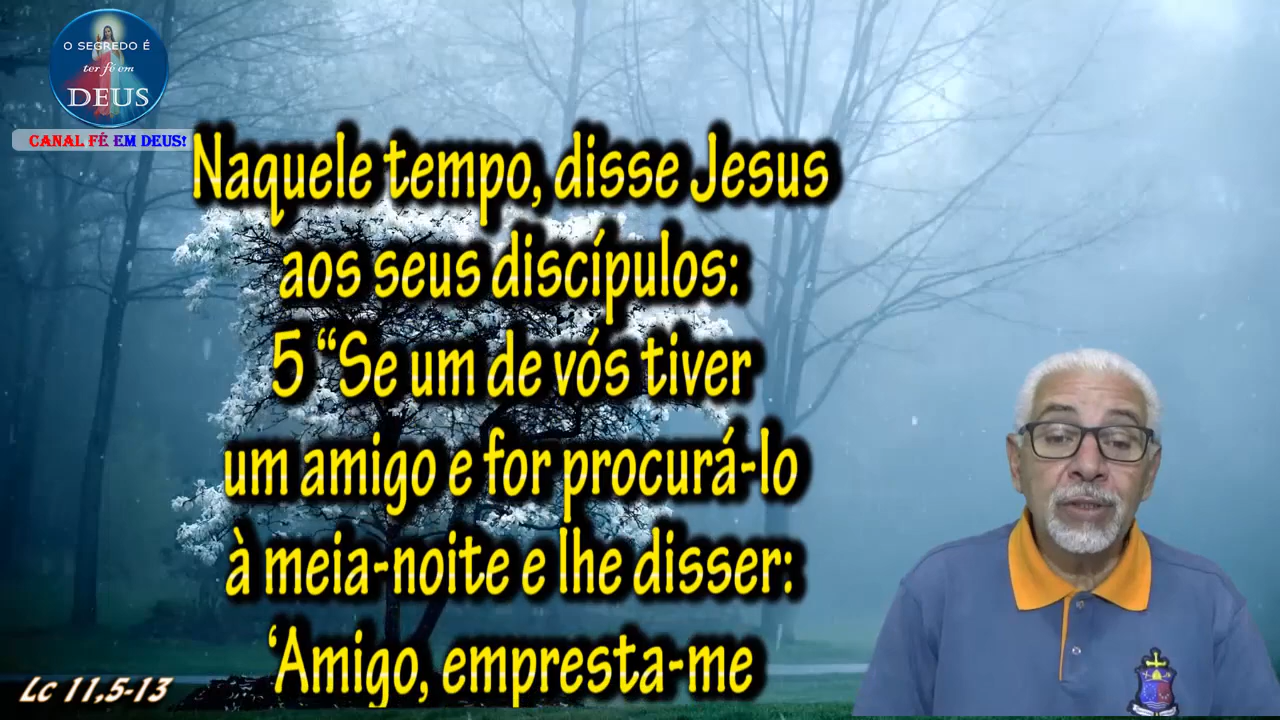 O SEGREDO É
ter fé em
DEUS
CANAL FÉ EM DEUS!
Naquele tempo, disse Jesus
aos seus discípulos:
5 “Se um de vós tiver
um amigo e for procurá-lo
à meia-noite e lhe disser:
‘Amigo, empresta-me
Lc 11,5-13